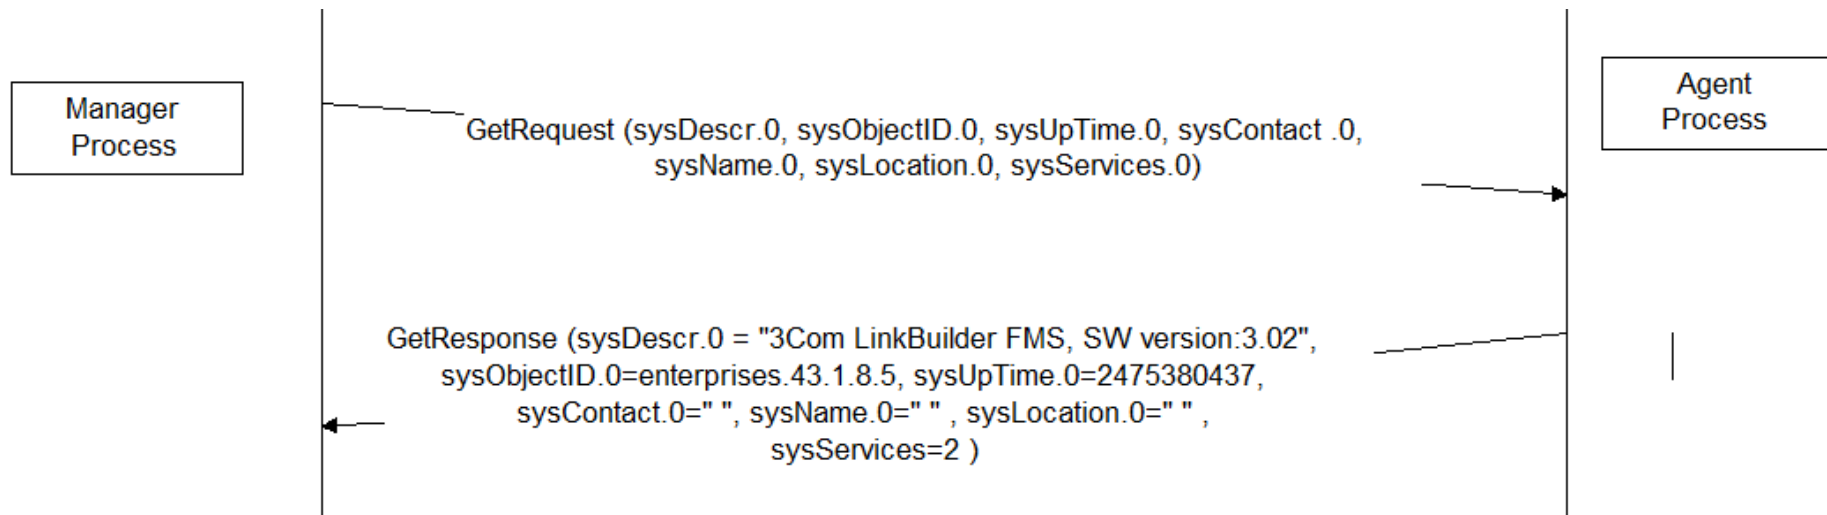 Manager
Process
Agent
Process
GetRequest (sysDescr.0, sysObjectID.0, sysUpTime.0, sysContact .0,
sysName.0, sysLocation.0, sysServices.0)
GetResponse (sysDescr.0 = "3Com LinkBuilder FMS, SW version:3.02",
sysObjectID.0=enterprises.43.1.8.5, sysUpTime.0=2475380437,
sysContact.0=" ", sysName.0=" " , sysLocation.0=" " ,
sysServices=2 )